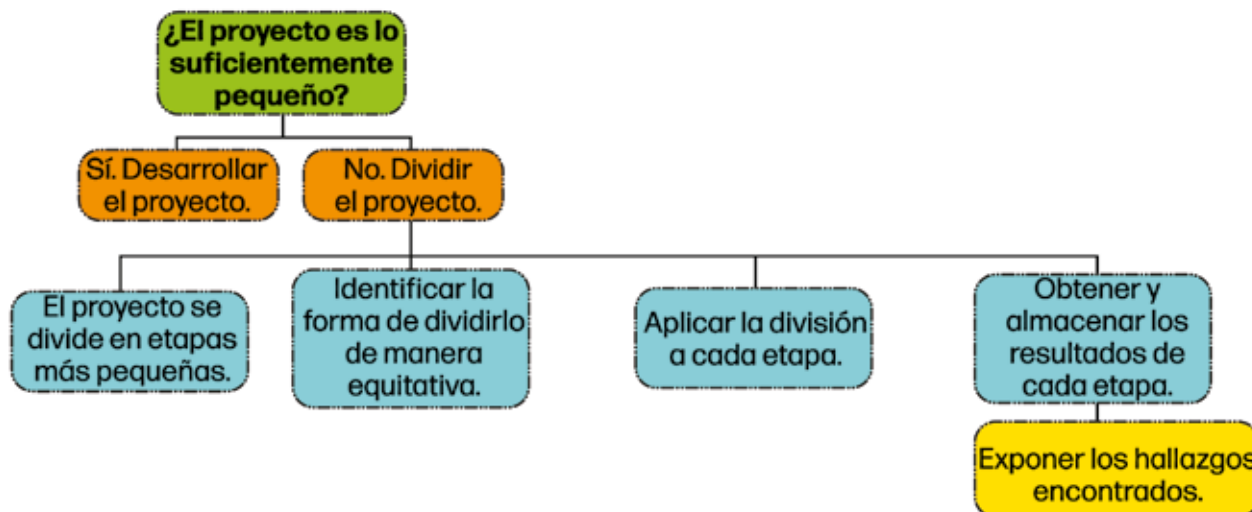 ¿El proyecto es lo
suficientemente
pequeño?
Sí. Desarrollar
el proyecto.
No. Dividir
el proyecto.
El proyecto se
divide en etapas
más pequeñas.
Identificar la
forma de dividirlo
de manera
equitativa.
Aplicar la división
a cada etapa.
Obtener y
almacenar los
resultados de
cada etapa.
Exponer los hallazgos
encontrados.